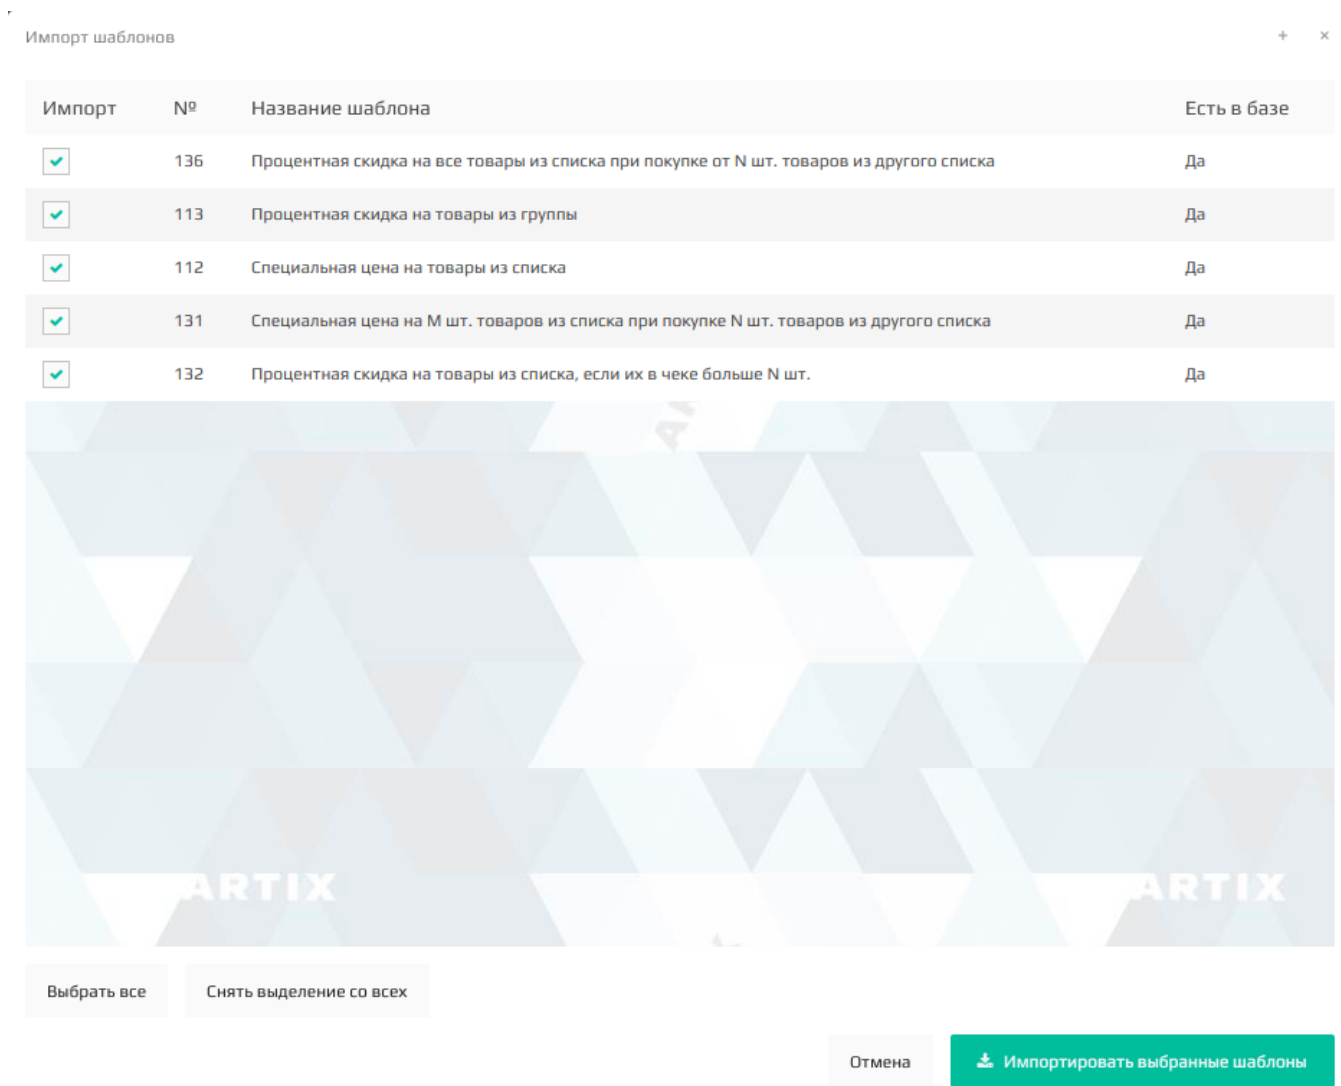 Импорт шаблонов
Импорт № Название шаблона Есть в базе
136 Процентная скидка на все товары из списка при покупке от N шт. товаров из другого списка Да
113 Процентная скидка на товары из группы Да
112 Специальная цена на товары из списка Да
131 Специальная цена на M шт. товаров из списка при покупке N шт. товаров из другого списка Да
132 Процентная скидка на товары из списка, если их в чеке больше N шт. Да
ARTIX ARTIX
Выбрать все Снять выделение со всех
Отмена Импортировать выбранные шаблоны